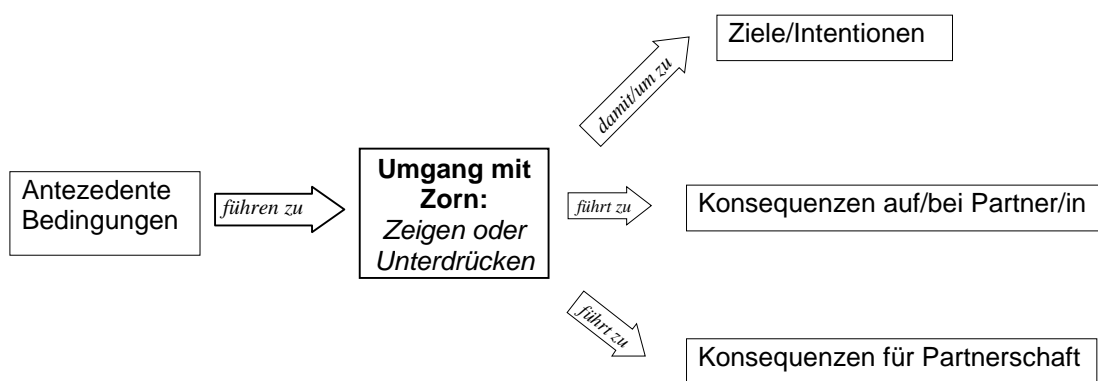 Ziele/Intentionen
damit/um zu
Antezedente
Bedingungen
führen zu
Umgang mit
Zorn:
Zeigen oder
Unterdrücken
führt zu
Konsequenzen auf/bei Partner/in
führt zu
Konsequenzen für Partnerschaft